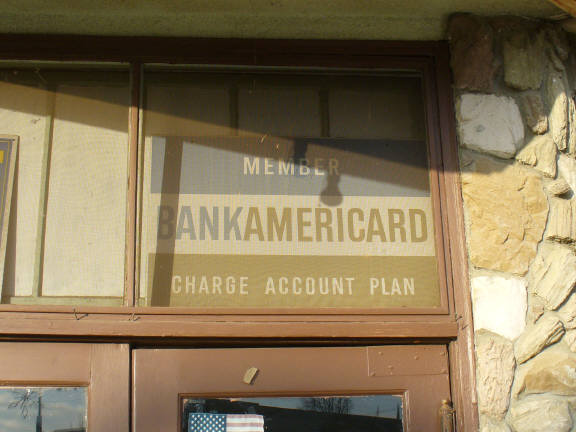 MEMBER
BANKAMERICARD
CHARGE ACCOUNT PLAN